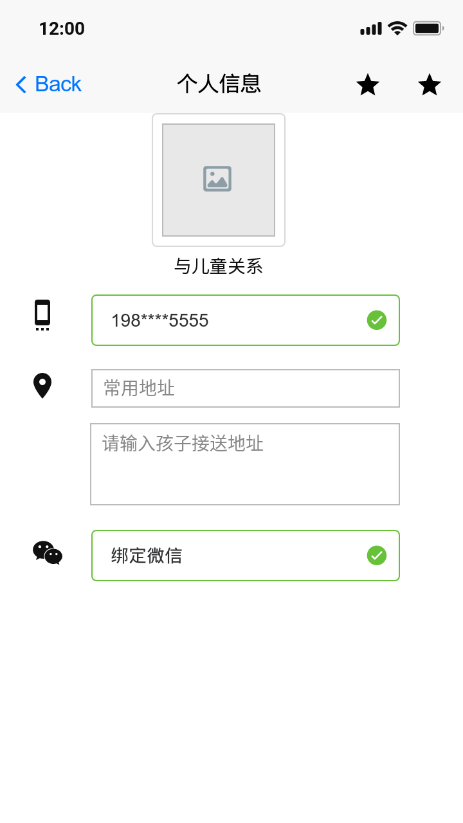 12:00
Back
个人信息
与儿童关系
198****5555
常用地址
请输入孩子接送地址
绑定微信